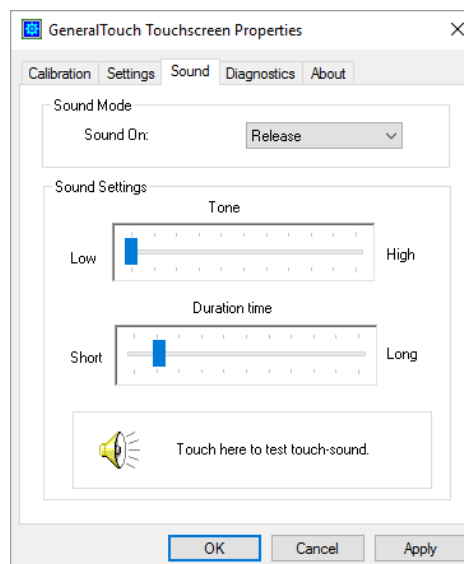 GeneralTouch Touchscreen Properties
Calibration Settings Sound Diagnostics About
Sound Mode
Sound On: Release
Sound Settings
Tone
Low High
Duration time
Short Long
Touch here to test touch-sound.
OK Cancel Apply